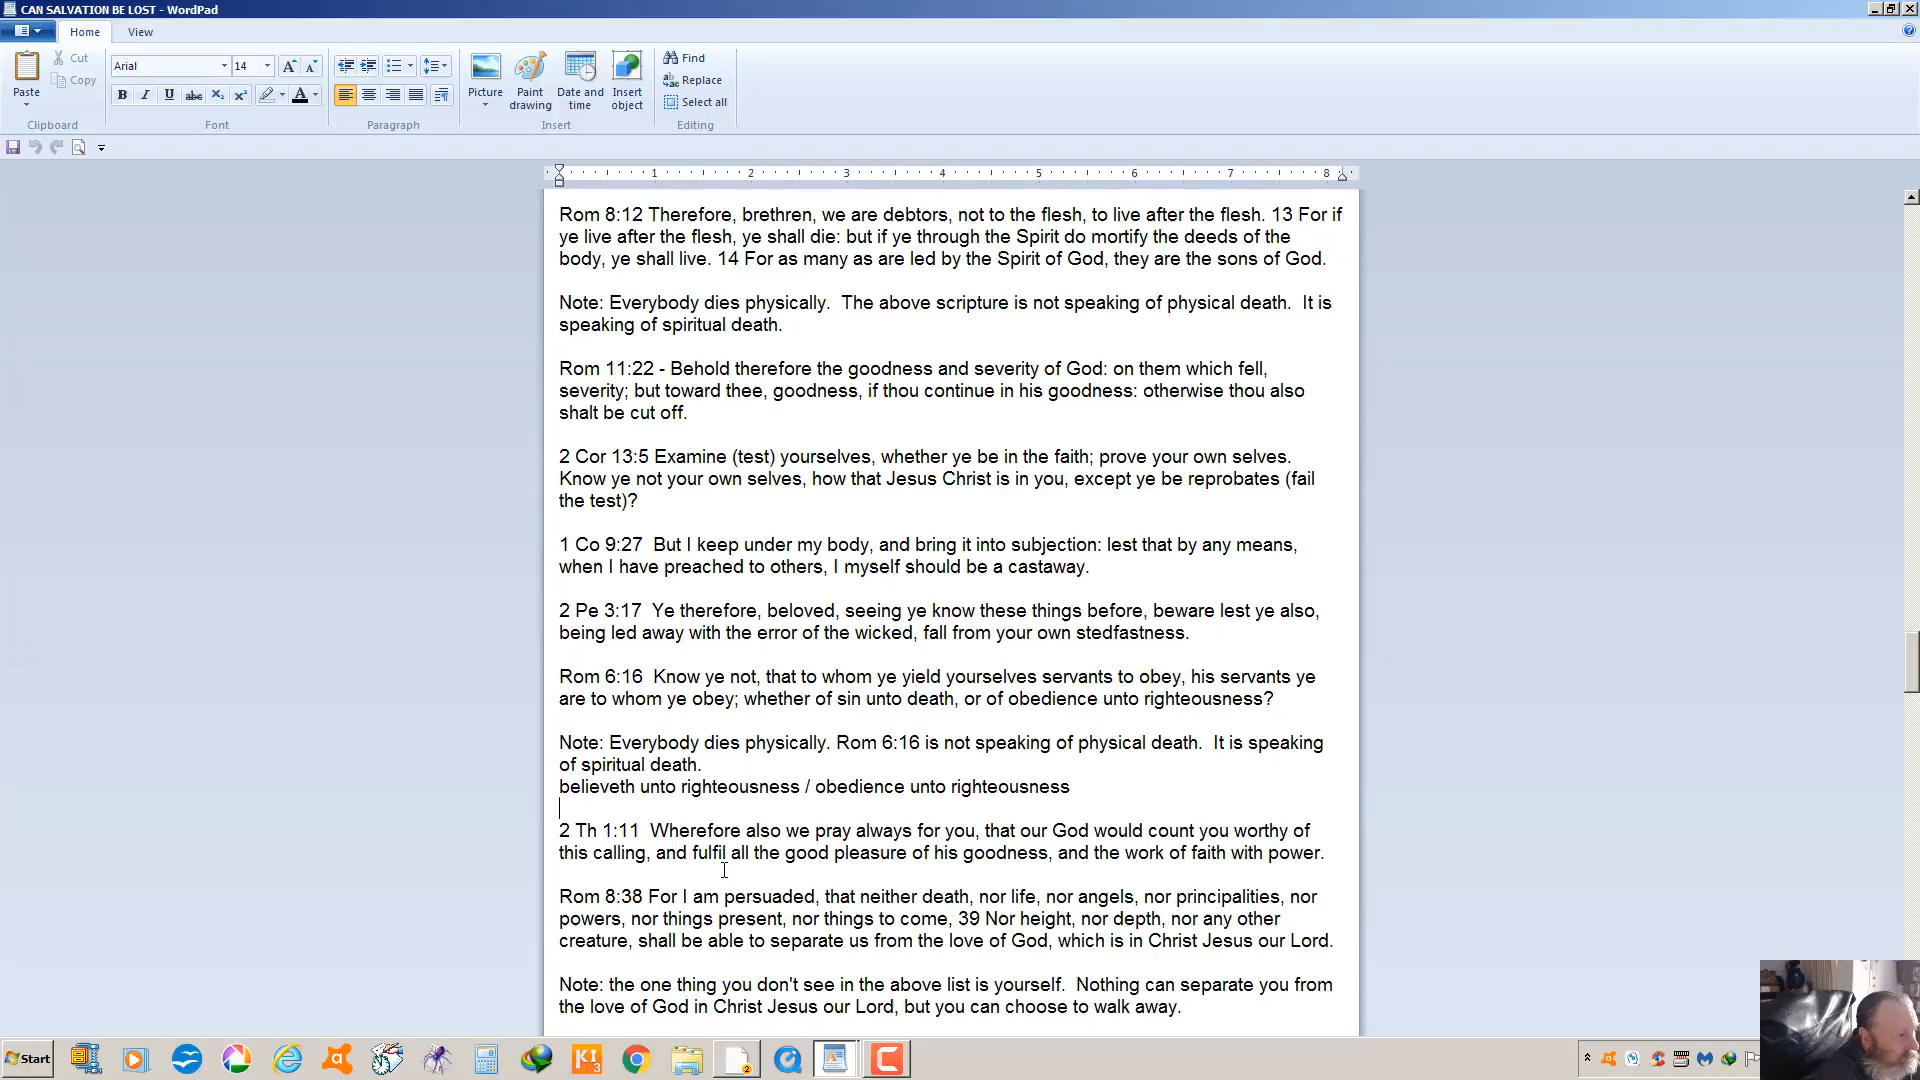 CAN SALVATION BE LOST - WordPad
Home
View
Paste
Cut
Copy
Clipboard
Arial
14
Font
Paragraph
Picture
Paint drawing
Date and time
Insert object
Insert
Find
Replace
Select all
Editing
1 2 3 4 5 6 7 8
Rom 8:12 Therefore, brethren, we are debtors, not to the flesh, to live after the flesh. 13 For if
ye live after the flesh, ye shall die: but if ye through the Spirit do mortify the deeds of the
body, ye shall live. 14 For as many as are led by the Spirit of God, they are the sons of God.
Note: Everybody dies physically.  The above scripture is not speaking of physical death.  It is
speaking of spiritual death.
Rom 11:22 - Behold therefore the goodness and severity of God: on them which fell,
severity; but toward thee, goodness, if thou continue in his goodness: otherwise thou also
shalt be cut off.
2 Cor 13:5 Examine (test) yourselves, whether ye be in the faith; prove your own selves.
Know ye not your own selves, how that Jesus Christ is in you, except ye be reprobates (fail
the test)?
1 Co 9:27  But I keep under my body, and bring it into subjection: lest that by any means,
when I have preached to others, I myself should be a castaway.
2 Pe 3:17  Ye therefore, beloved, seeing ye know these things before, beware lest ye also,
being led away with the error of the wicked, fall from your own stedfastness.
Rom 6:16  Know ye not, that to whom ye yield yourselves servants to obey, his servants ye
are to whom ye obey; whether of sin unto death, or of obedience unto righteousness?
Note: Everybody dies physically. Rom 6:16 is not speaking of physical death.  It is speaking
of spiritual death.
believeth unto righteousness / obedience unto righteousness
2 Th 1:11  Wherefore also we pray always for you, that our God would count you worthy of
this calling, and fulfil all the good pleasure of his goodness, and the work of faith with power.
Rom 8:38 For I am persuaded, that neither death, nor life, nor angels, nor principalities, nor
powers, nor things present, nor things to come, 39 Nor height, nor depth, nor any other
creature, shall be able to separate us from the love of God, which is in Christ Jesus our Lord.
Note: the one thing you don't see in the above list is yourself.  Nothing can separate you from
the love of God in Christ Jesus our Lord, but you can choose to walk away.
Start